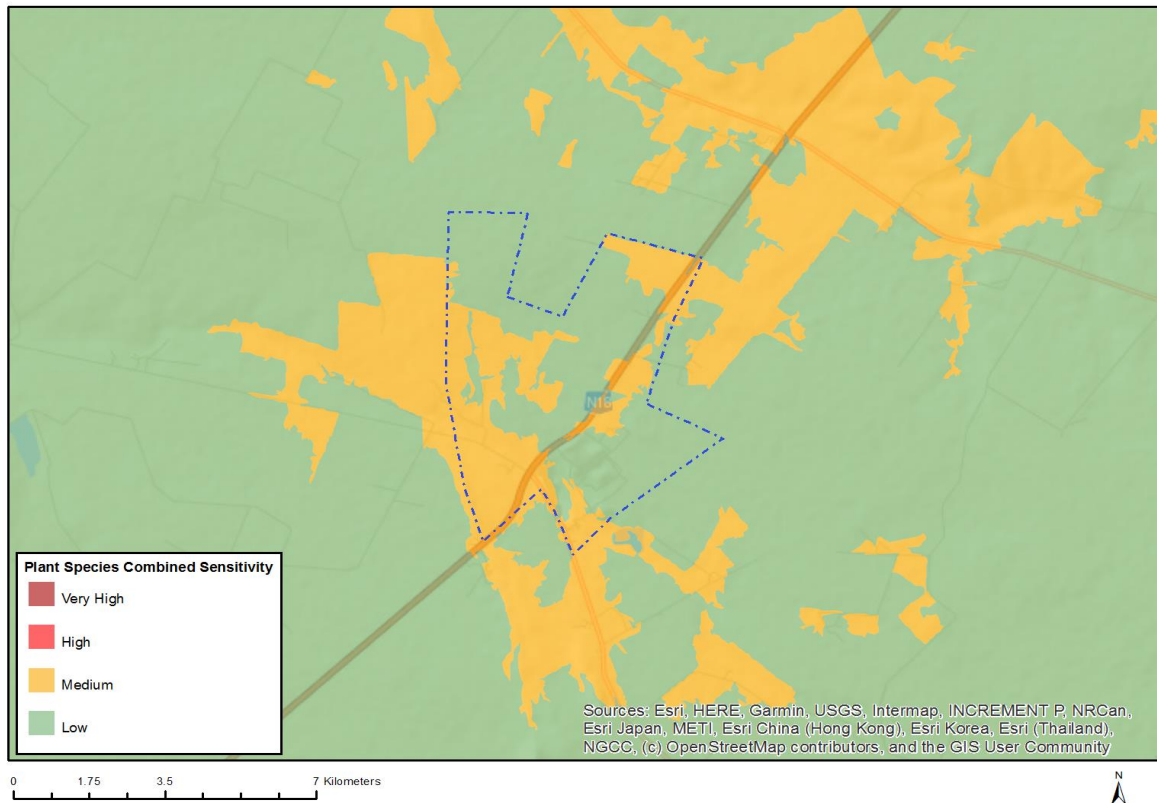 Plant Species Combined Sensitivity
Very High
High
Medium
Low
Sources: Esri, HERE, Garmin, USGS, Intermap, INCREMENT P, NRCan,
Esri Japan, METI, Esri China (Hong Kong), Esri Korea, Esri (Thailand),
NGCC, (c) OpenStreetMap contributors, and the GIS User Community
0 1.75 3.5 7 Kilometers
N